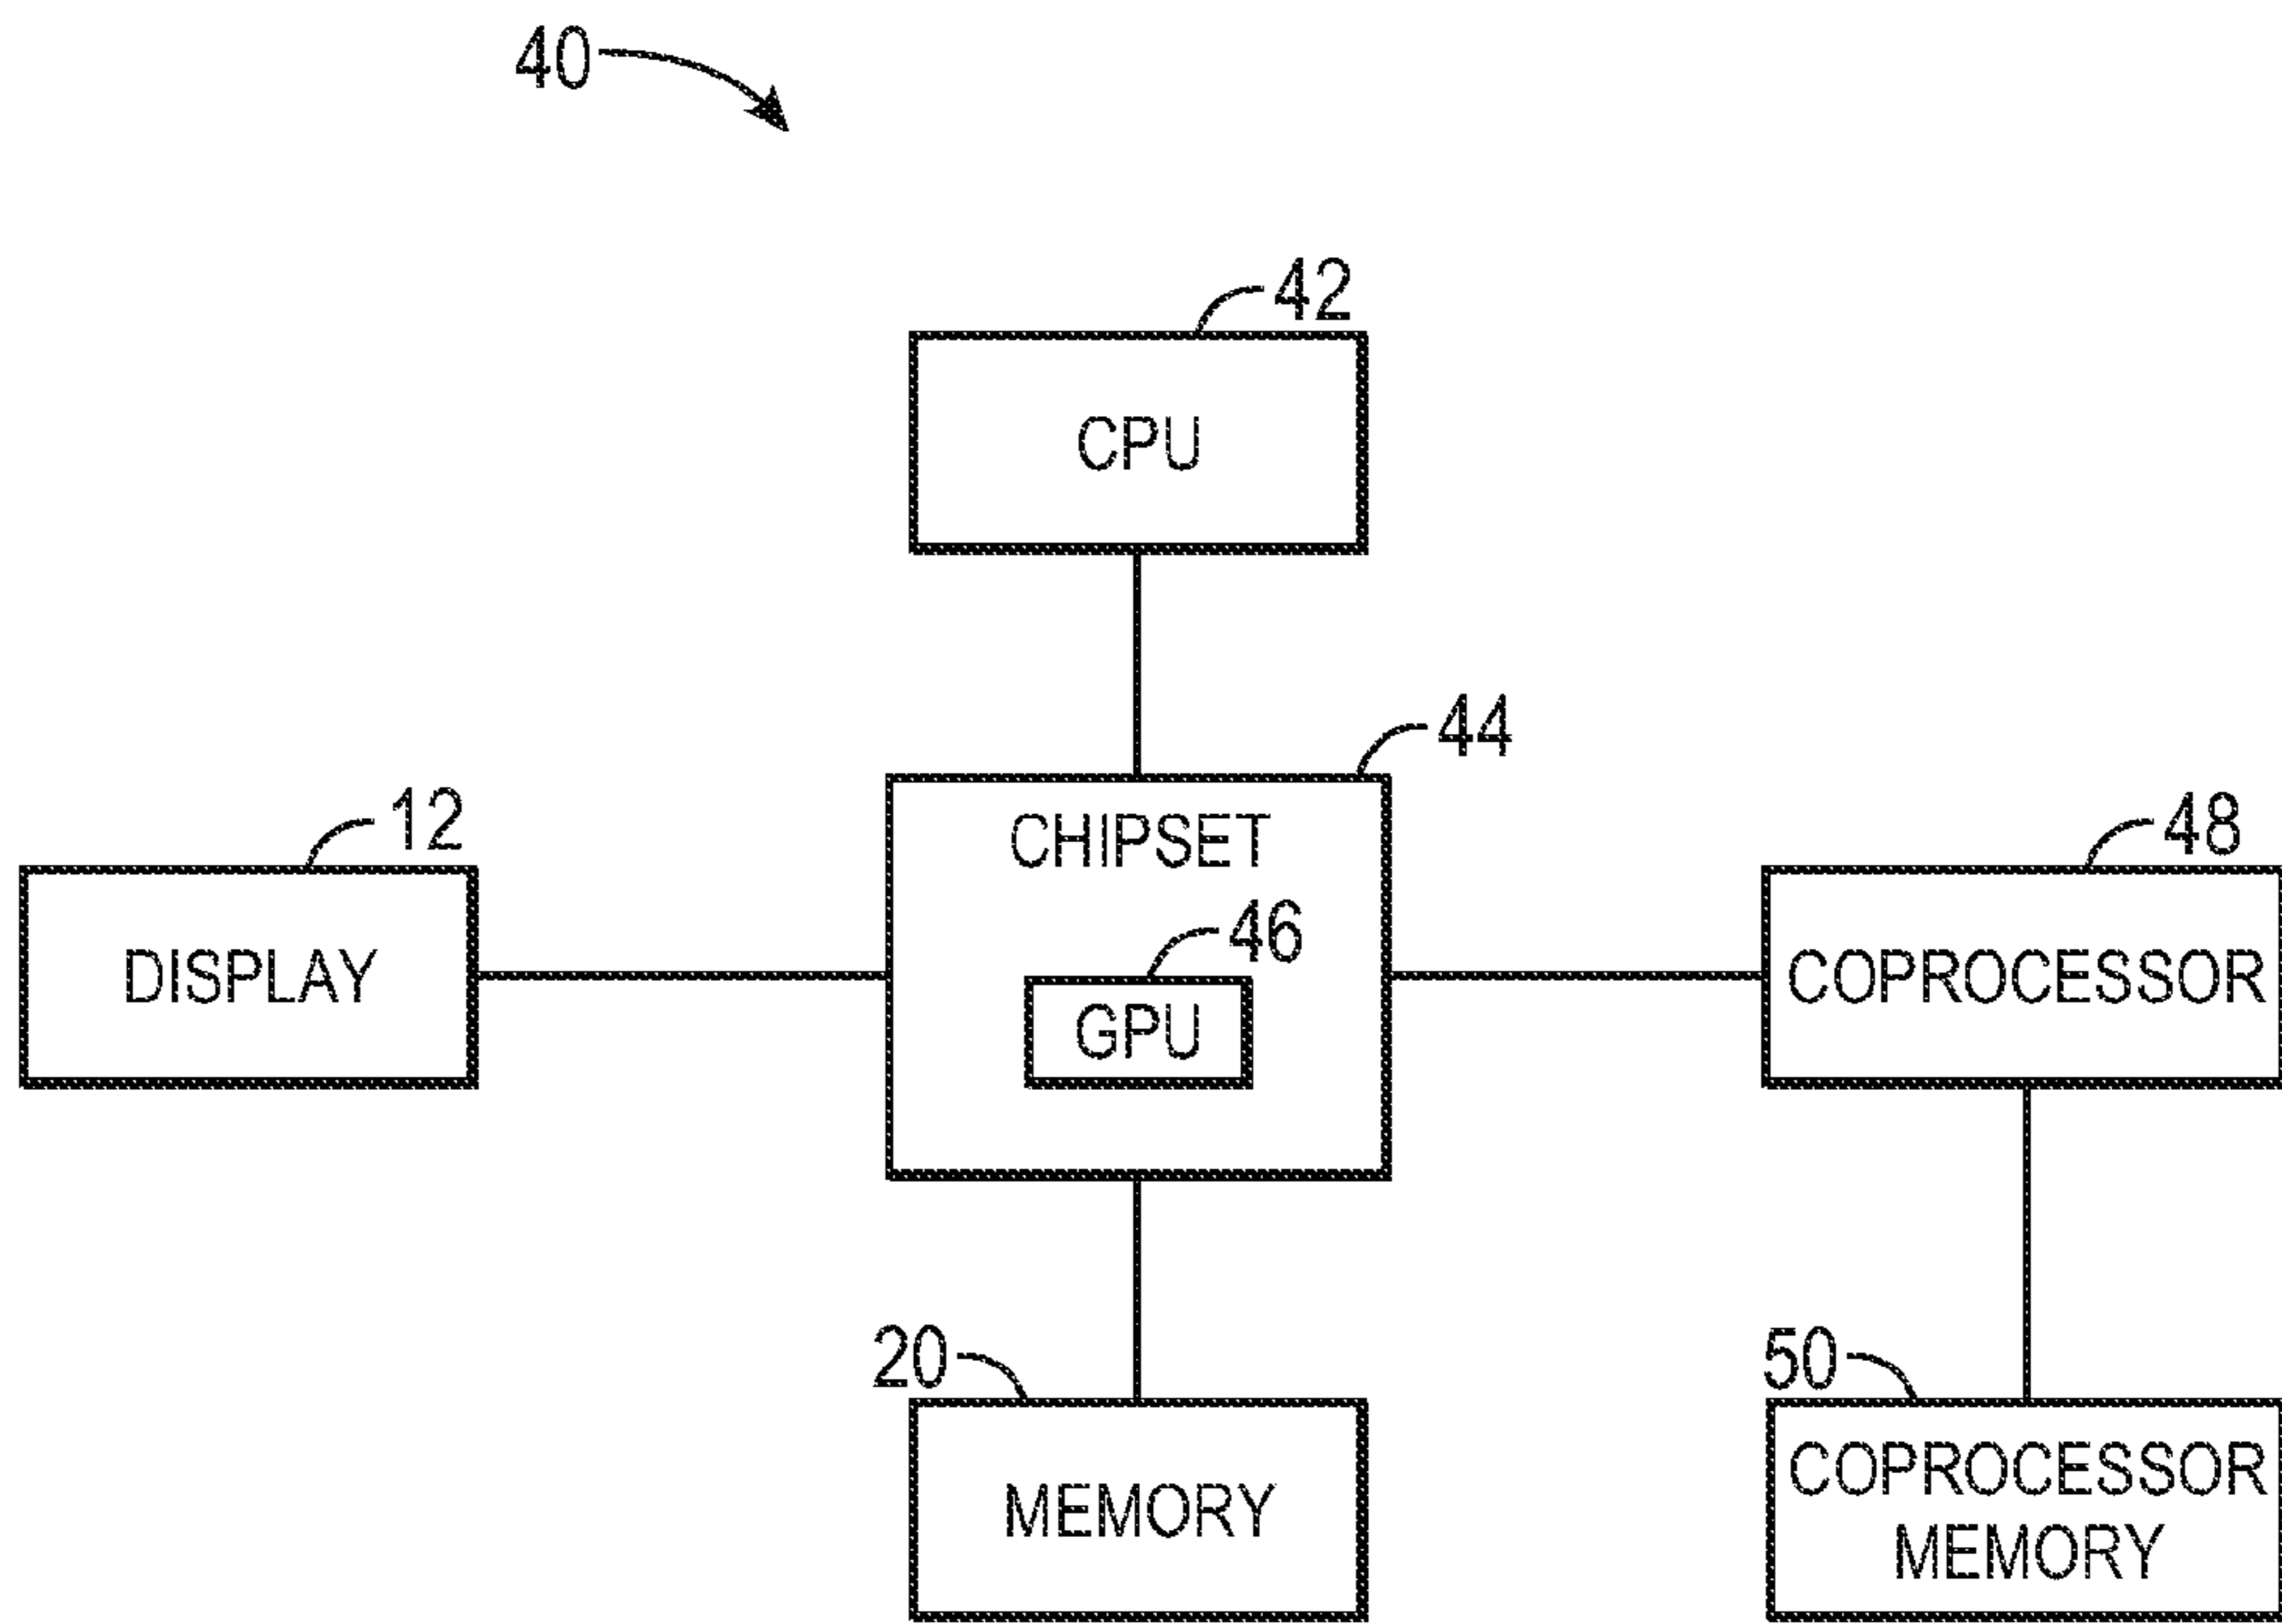 40
42
CPU
44
CHIPSET
12
48
46
DISPLAY
GPU
COPROCESSOR
20
50
MEMORY
COPROCESSOR
MEMORY